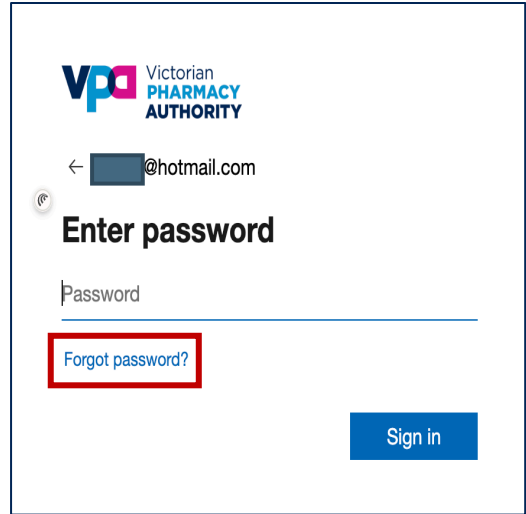 vpa
Victorian
PHARMACY
AUTHORITY
← @hotmail.com
Enter password
Password
Forgot password?
Sign in